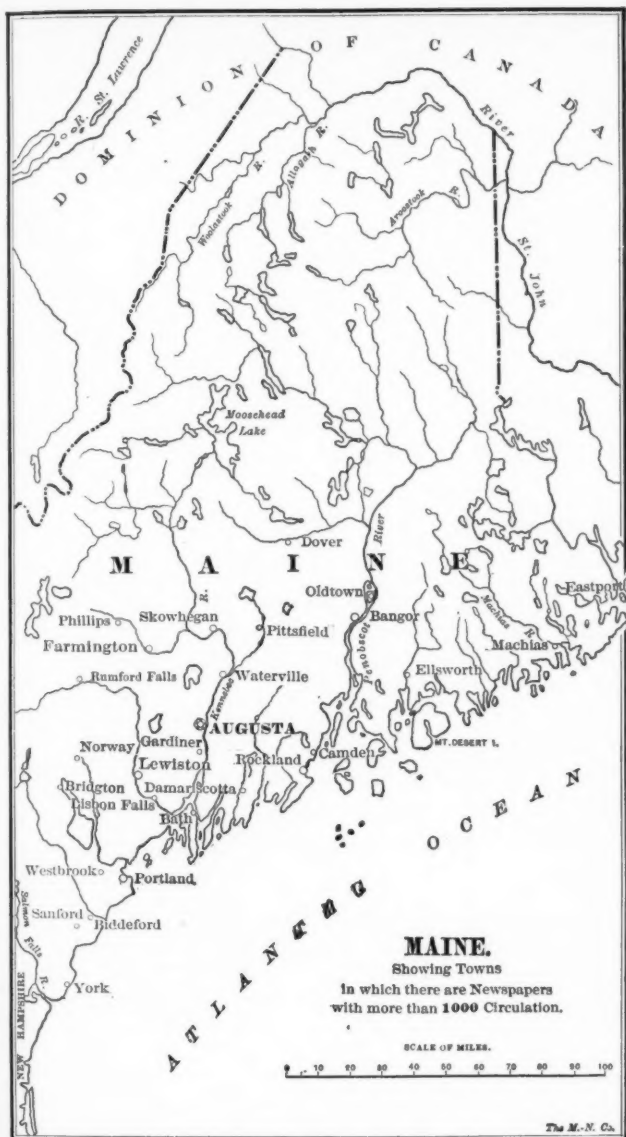 DOMINION OF CANADA
R. St. Lawrence
River
St. John
Woolastook R.
Allagash R.
Aroostook R.
Moosehead
Lake
MAINE
Dover
River
Oldtown
Eastport
Phillips
Skowhegan
R.
Pittsfield
Bangor
Machias R.
Farmington
Machias
Penobscot
Rumford Falls
Waterville
Ellsworth
Kennebec
AUGUSTA
MT. DESERT I.
Norway
Gardiner
Camden
Lewiston
Rockland
Bridgton
Damariscotta
Lisbon Falls
Bath
Westbrook
Portland
ATLANTIC OCEAN
Sanford
Biddeford
Salmon Falls R.
York
NEW HAMPSHIRE
MAINE.
Showing Towns
in which there are Newspapers
with more than 1000 Circulation.
SCALE OF MILES.
0 10 20 30 40 50 60 70 80 90 100
The M.-N. Co.